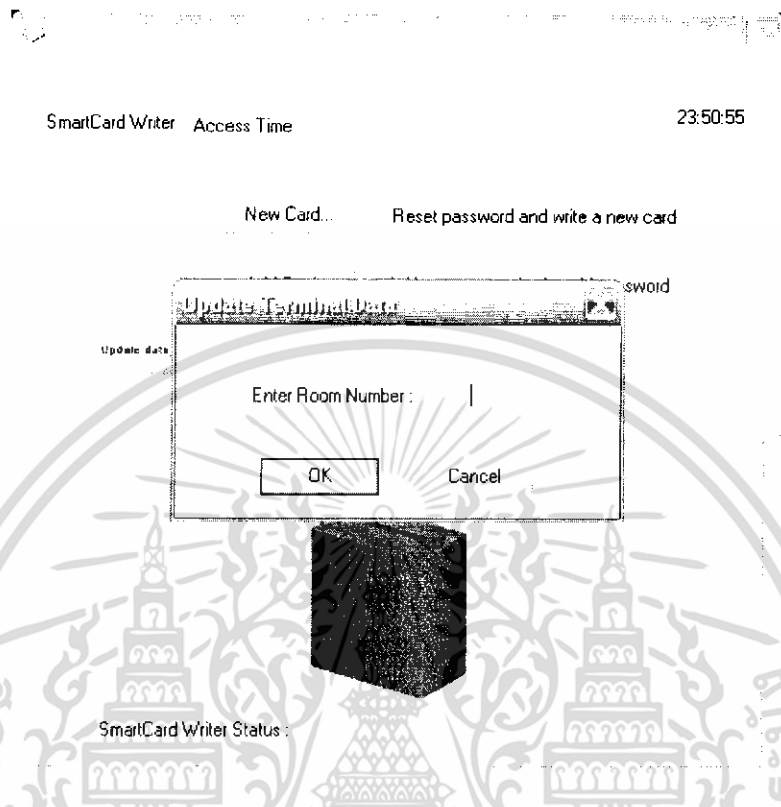 SmartCard Writer Access Time 23:50:55
New Card... Reset password and write a new card
sword
Update Terminal Data
Update data
Enter Room Number :
OK Cancel
SmartCard Writer Status :